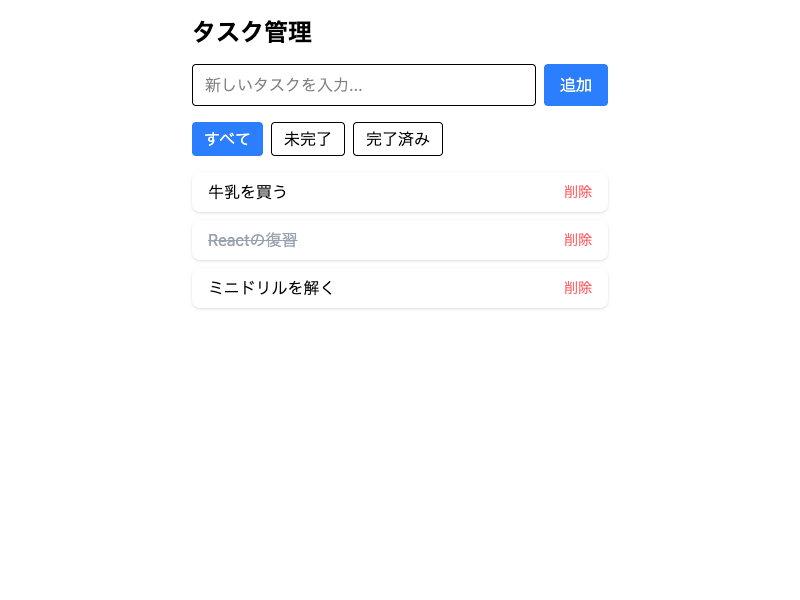 タスク管理
新しいタスクを入力... 追加
すべて 未完了 完了済み
牛乳を買う 削除
Reactの復習 削除
ミニドリルを解く 削除